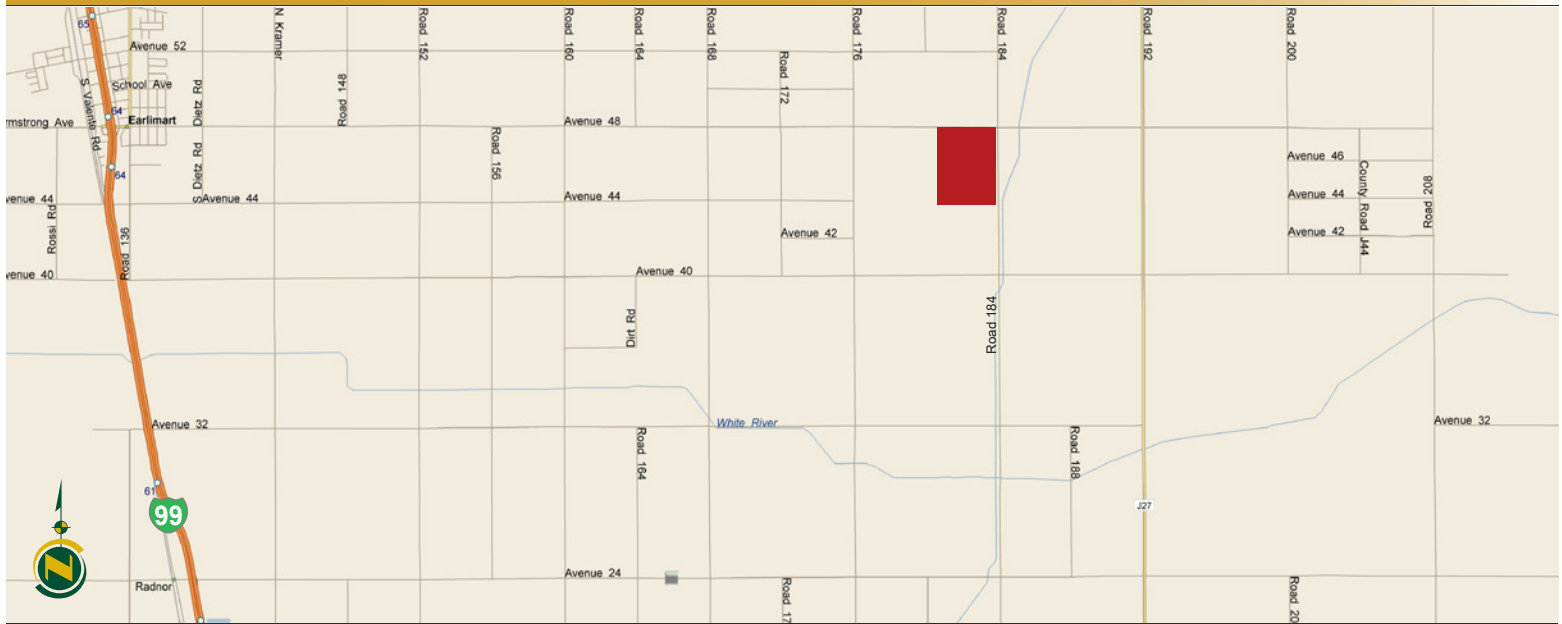 65
N Kramer
Road 152
Road 160
Road 164
Road 168
Road 176
Road 184
Road 192
Road 200
Avenue 52
School Ave
S Valente Rd
Dietz Rd
Road 148
Road 172
64
Earlimart
rmstrong Ave
Avenue 48
Road 156
Avenue 46
County Road J44
Road 208
64
S Dietz Rd
venue 44
Avenue 44
Avenue 44
Avenue 44
Rossi Rd
Road 136
Avenue 42
Avenue 42
venue 40
Avenue 40
Dirt Rd
Road 184
Avenue 32
White River
Avenue 32
Road 164
Road 188
61
99
J27
N
Radnor
Avenue 24
Road 17
Road 20